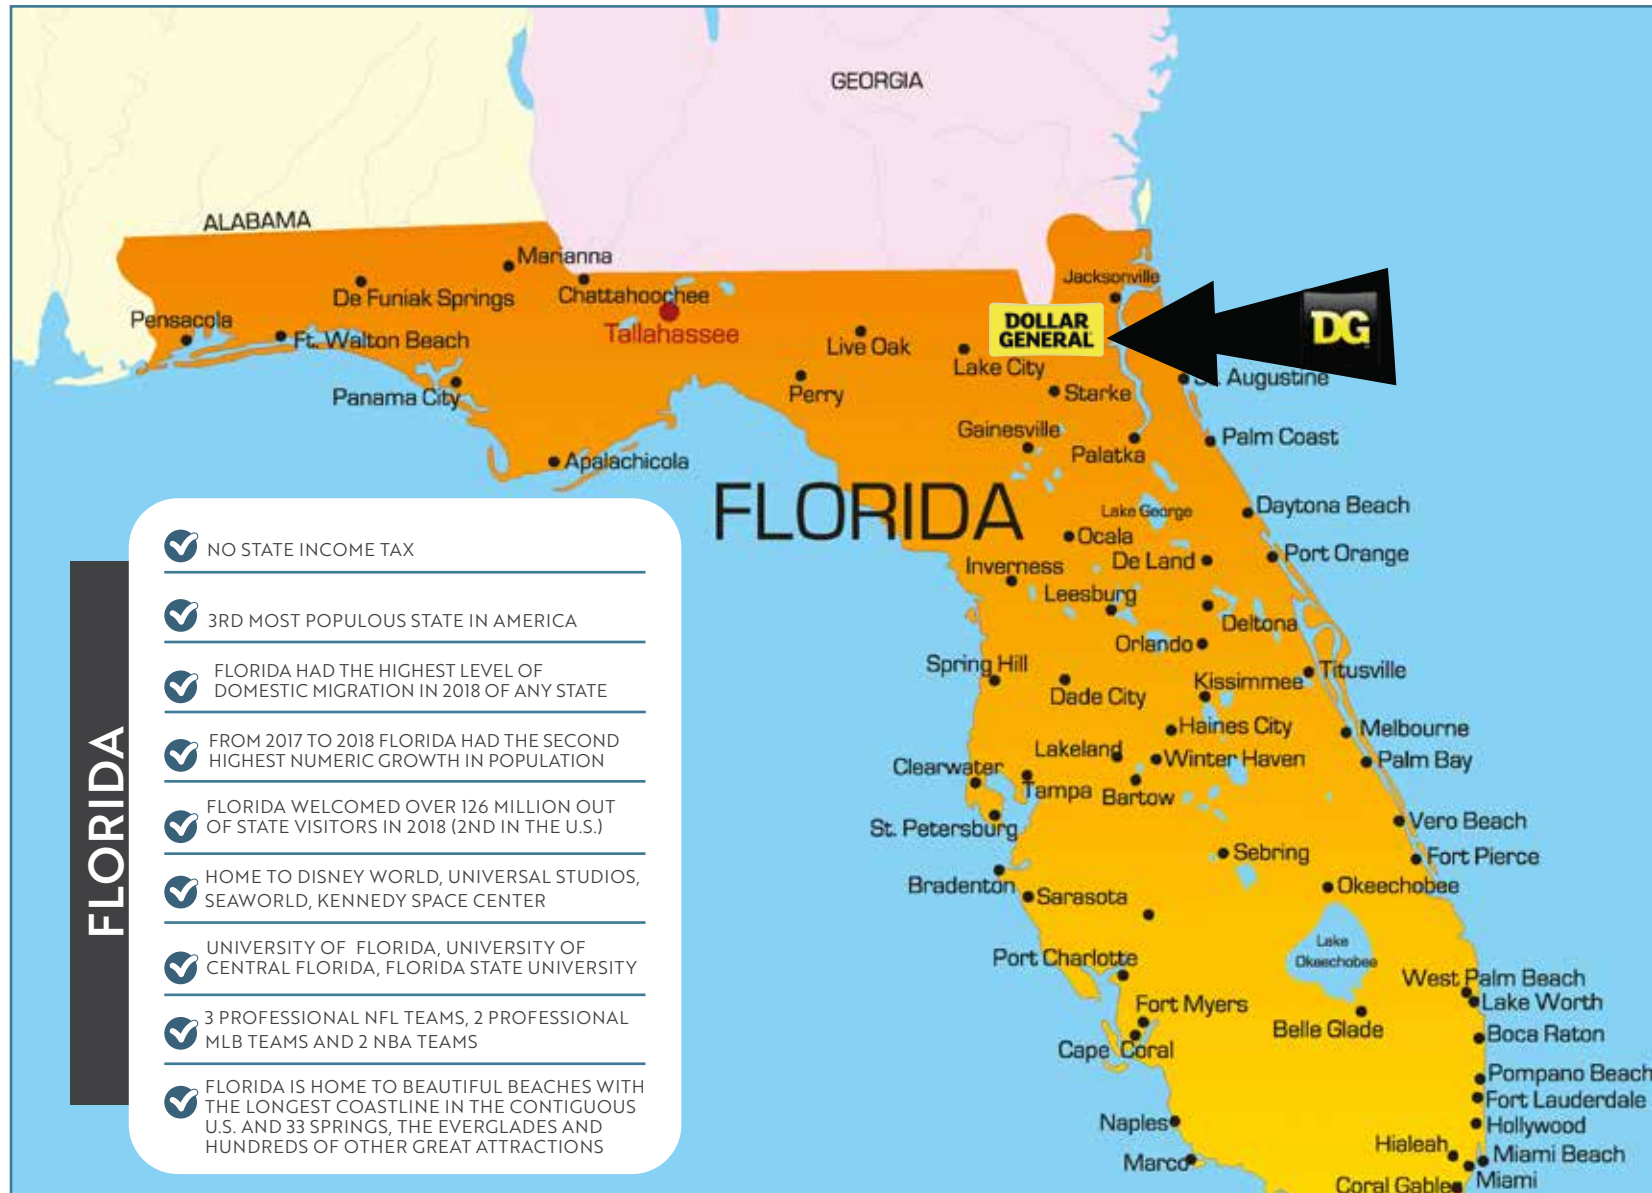 GEORGIA
ALABAMA
Marianna
De Funiak Springs
Chattahoochee
Jacksonville
Pensacola
Ft. Walton Beach
Tallahassee
Live Oak
DOLLAR
GENERAL
DG
Lake City
St. Augustine
Panama City
Perry
Starke
Gainesville
Palatka
Palm Coast
Apalachicola
FLORIDA
Lake George
Daytona Beach
Ocala
Inverness
De Land
Port Orange
Leesburg
Deltona
Orlando
Spring Hill
Titusville
Dade City
Kissimmee
Haines City
Melbourne
Lakeland
Winter Haven
Palm Bay
Clearwater
Tampa
Bartow
St. Petersburg
Vero Beach
Sebring
Fort Pierce
Bradenton
Sarasota
Okeechobee
Lake
Okeechobee
Port Charlotte
West Palm Beach
Fort Myers
Lake Worth
Belle Glade
Boca Raton
Cape Coral
Pompano Beach
Fort Lauderdale
Naples
Hollywood
Hialeah
Miami Beach
Marco
Miami
Coral Gables
FLORIDA
NO STATE INCOME TAX
3RD MOST POPULOUS STATE IN AMERICA
FLORIDA HAD THE HIGHEST LEVEL OF
DOMESTIC MIGRATION IN 2018 OF ANY STATE
FROM 2017 TO 2018 FLORIDA HAD THE SECOND
HIGHEST NUMERIC GROWTH IN POPULATION
FLORIDA WELCOMED OVER 126 MILLION OUT
OF STATE VISITORS IN 2018 (2ND IN THE U.S.)
HOME TO DISNEY WORLD, UNIVERSAL STUDIOS,
SEAWORLD, KENNEDY SPACE CENTER
UNIVERSITY OF FLORIDA, UNIVERSITY OF
CENTRAL FLORIDA, FLORIDA STATE UNIVERSITY
3 PROFESSIONAL NFL TEAMS, 2 PROFESSIONAL
MLB TEAMS AND 2 NBA TEAMS
FLORIDA IS HOME TO BEAUTIFUL BEACHES WITH
THE LONGEST COASTLINE IN THE CONTIGUOUS
U.S. AND 33 SPRINGS, THE EVERGLADES AND
HUNDREDS OF OTHER GREAT ATTRACTIONS